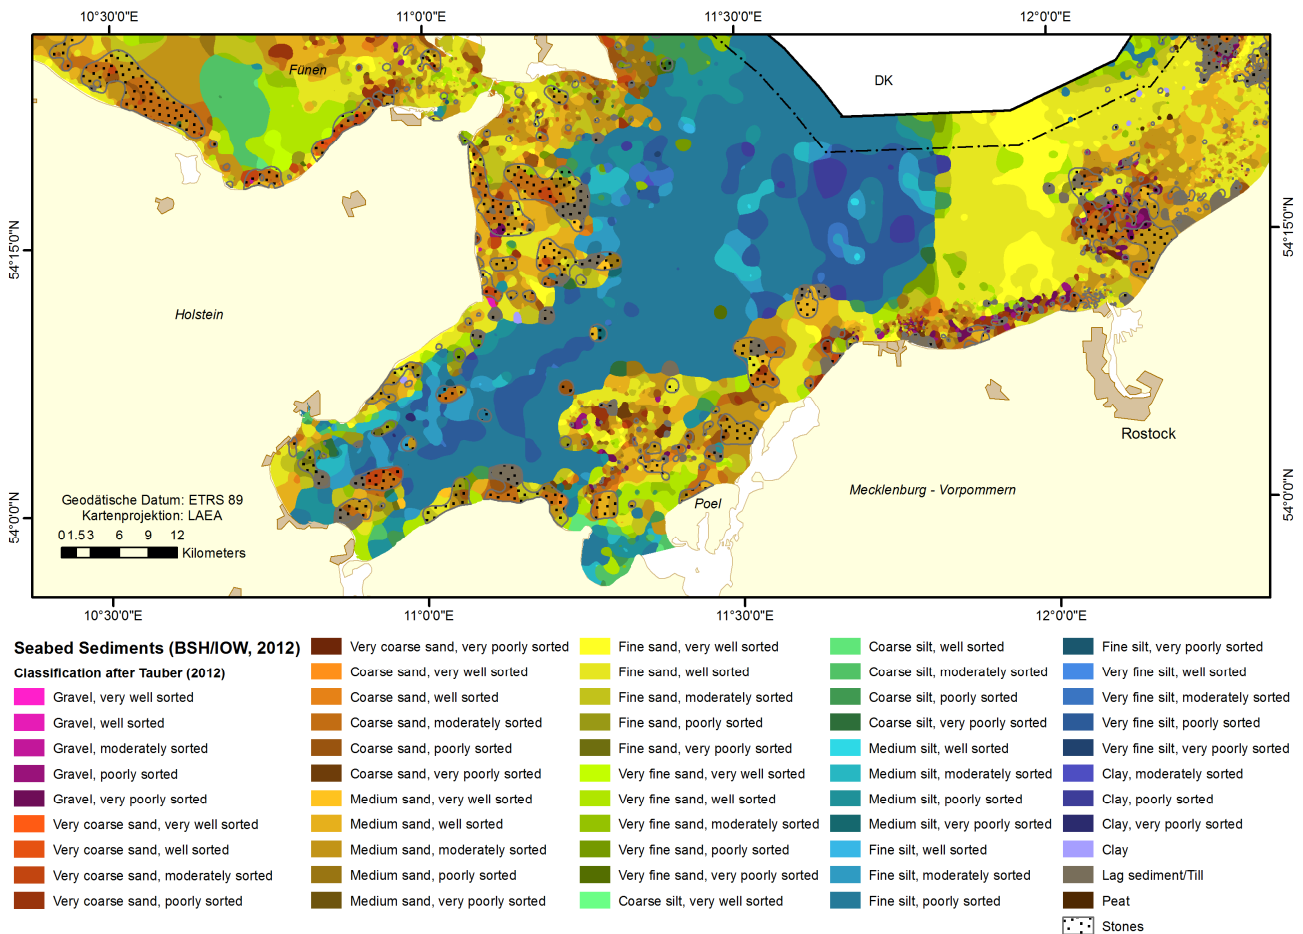 10°30'0"E
11°0'0"E
11°30'0"E
12°0'0"E
Fünen
DK
54°15'0"N
54°15'0"N
Holstein
Rostock
Mecklenburg - Vorpommern
Poel
Geodätische Datum: ETRS 89
Kartenprojektion: LAEA
0 1.5 3 6 9 12
Kilometers
54°0'0"N
54°0'0"N
10°30'0"E
11°0'0"E
11°30'0"E
12°0'0"E
Seabed Sediments (BSH/IOW, 2012)
Classification after Tauber (2012)
Gravel, very well sorted
Gravel, well sorted
Gravel, moderately sorted
Gravel, poorly sorted
Gravel, very poorly sorted
Very coarse sand, very well sorted
Very coarse sand, well sorted
Very coarse sand, moderately sorted
Very coarse sand, poorly sorted
Very coarse sand, very poorly sorted
Coarse sand, very well sorted
Coarse sand, well sorted
Coarse sand, moderately sorted
Coarse sand, poorly sorted
Coarse sand, very poorly sorted
Medium sand, very well sorted
Medium sand, well sorted
Medium sand, moderately sorted
Medium sand, poorly sorted
Medium sand, very poorly sorted
Fine sand, very well sorted
Fine sand, well sorted
Fine sand, moderately sorted
Fine sand, poorly sorted
Fine sand, very poorly sorted
Very fine sand, very well sorted
Very fine sand, well sorted
Very fine sand, moderately sorted
Very fine sand, poorly sorted
Very fine sand, very poorly sorted
Coarse silt, very well sorted
Coarse silt, well sorted
Coarse silt, moderately sorted
Coarse silt, poorly sorted
Coarse silt, very poorly sorted
Medium silt, well sorted
Medium silt, moderately sorted
Medium silt, poorly sorted
Medium silt, very poorly sorted
Fine silt, well sorted
Fine silt, moderately sorted
Fine silt, poorly sorted
Fine silt, very poorly sorted
Very fine silt, well sorted
Very fine silt, moderately sorted
Very fine silt, poorly sorted
Very fine silt, very poorly sorted
Clay, moderately sorted
Clay, poorly sorted
Clay, very poorly sorted
Clay
Lag sediment/Till
Peat
Stones